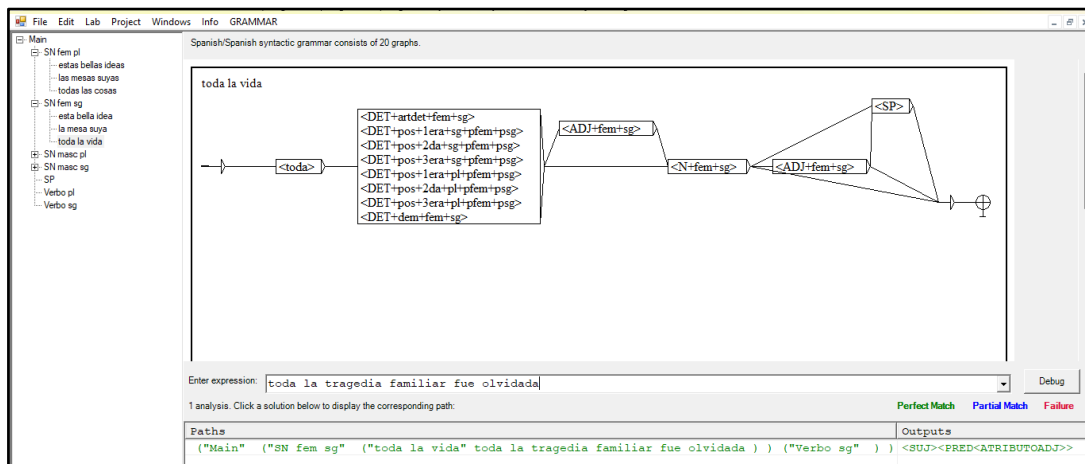 File Edit Lab Project Windows Info GRAMMAR
Main
SN fem pl
estas bellas ideas
las mesas suyas
todas las cosas
SN fem sg
esta bella idea
la mesa suya
toda la vida
SN masc pl
SN masc sg
SP
Verbo pl
Verbo sg
Spanish/Spanish syntactic grammar consists of 20 graphs.
toda la vida
<toda>
<DET+artdet+fem+sg>
<DET+pos+1era+sg+pfem+psg>
<DET+pos+2da+sg+pfem+psg>
<DET+pos+3era+sg+pfem+psg>
<DET+pos+1era+pl+pfem+psg>
<DET+pos+2da+pl+pfem+psg>
<DET+pos+3era+pl+pfem+psg>
<DET+dem+fem+sg>
<ADJ+fem+sg>
<N+fem+sg>
<SP>
<ADJ+fem+sg>
Enter expression: toda la tragedia familiar fue olvidada Debug
1 analysis. Click a solution below to display the corresponding path: Perfect Match Partial Match Failure
Paths Outputs
("Main" ("SN fem sg" ("toda la vida" toda la tragedia familiar fue olvidada ) ) ("Verbo sg" ) ) <SUJ><PRED<ATRIBUTOADJ>>